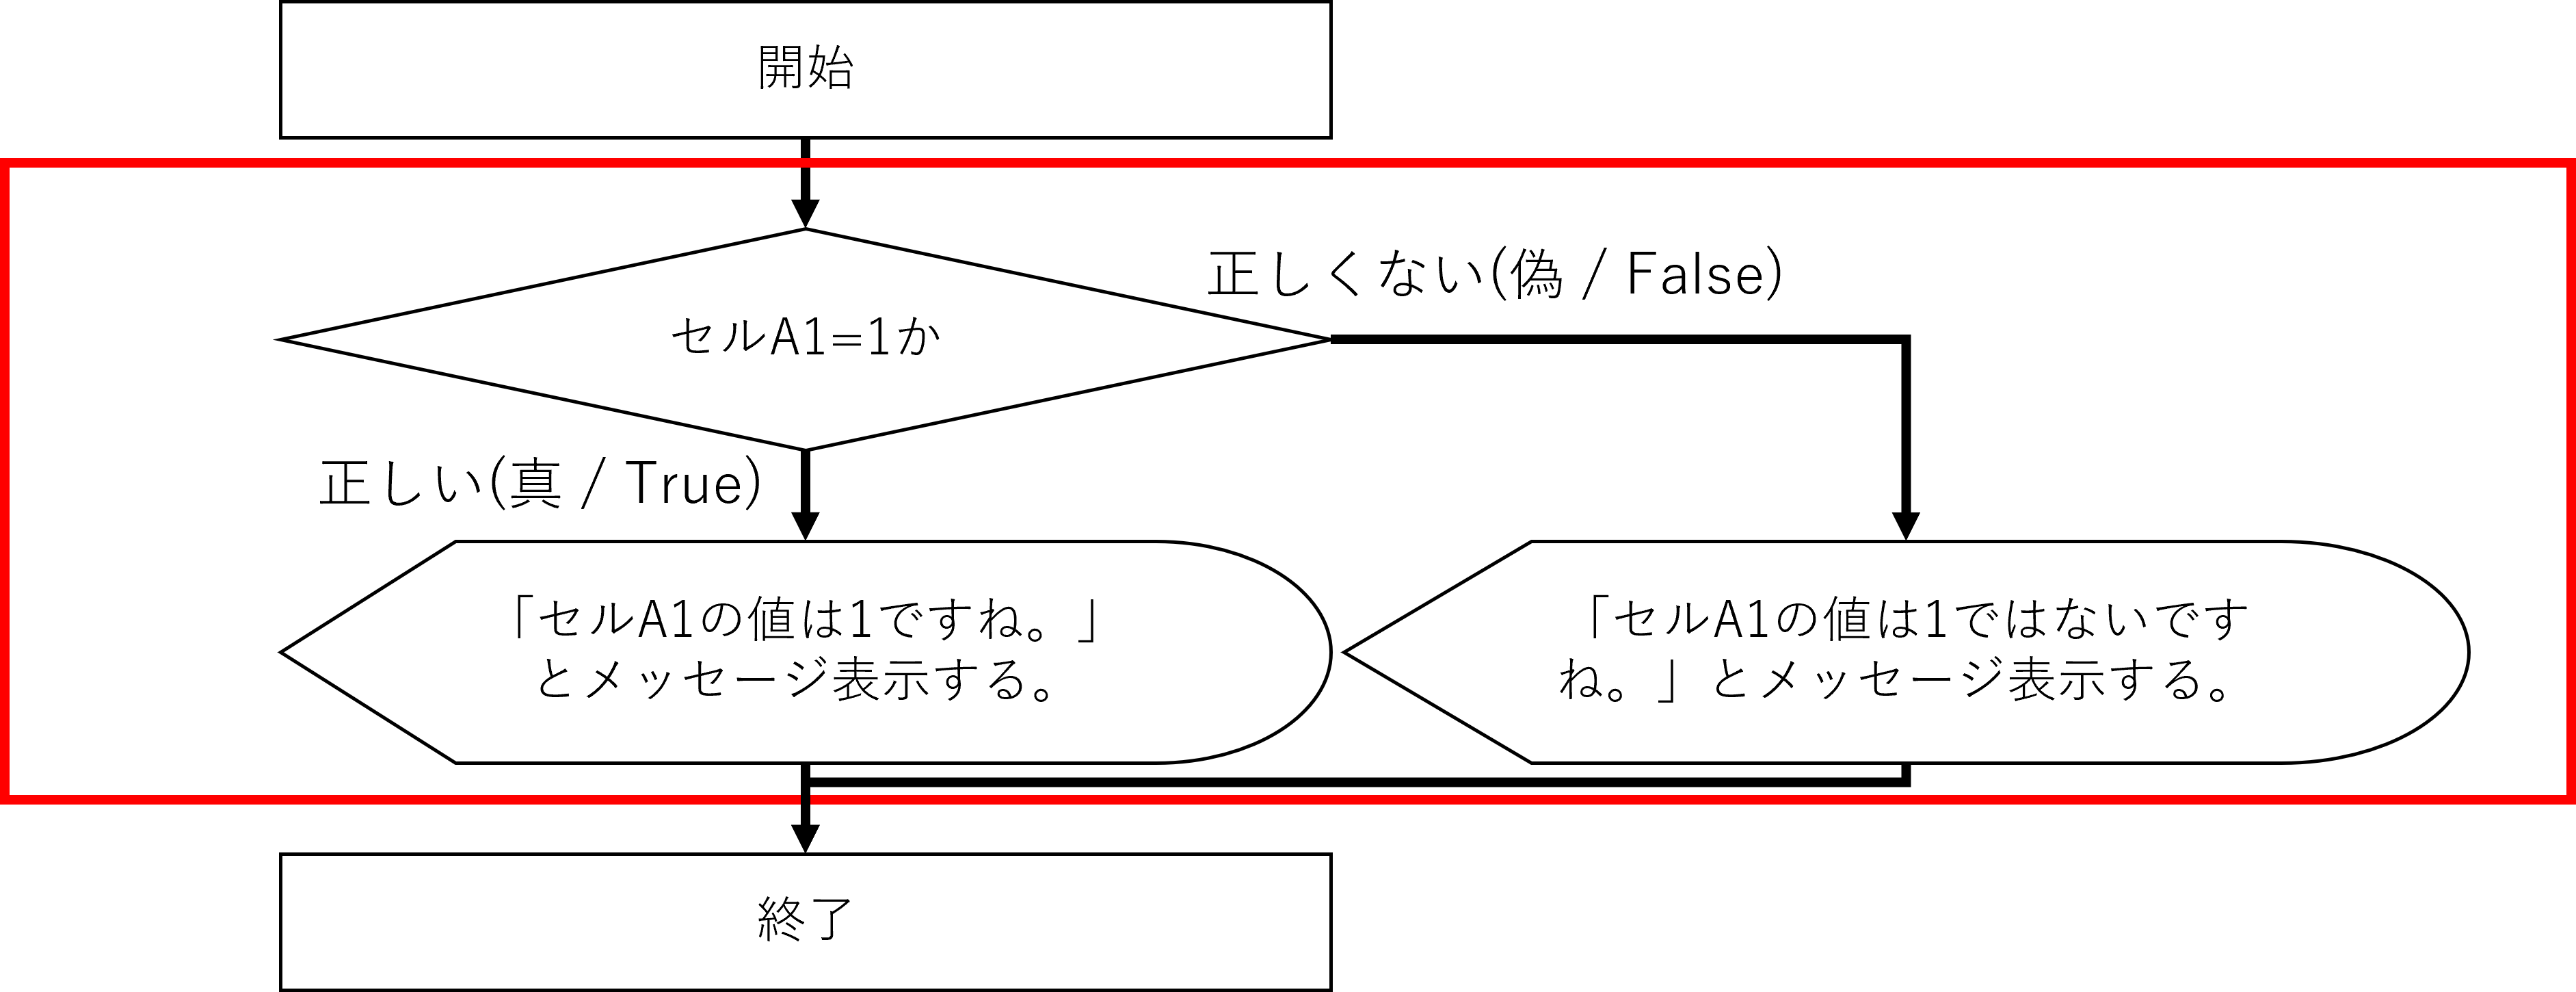 開始
正しくない(偽 / False)
セルA1=1か
正しい(真 / True)
「セルA1の値は1ですね。」
とメッセージ表示する。
「セルA1の値は1ではないです
ね。」とメッセージ表示する。
終了